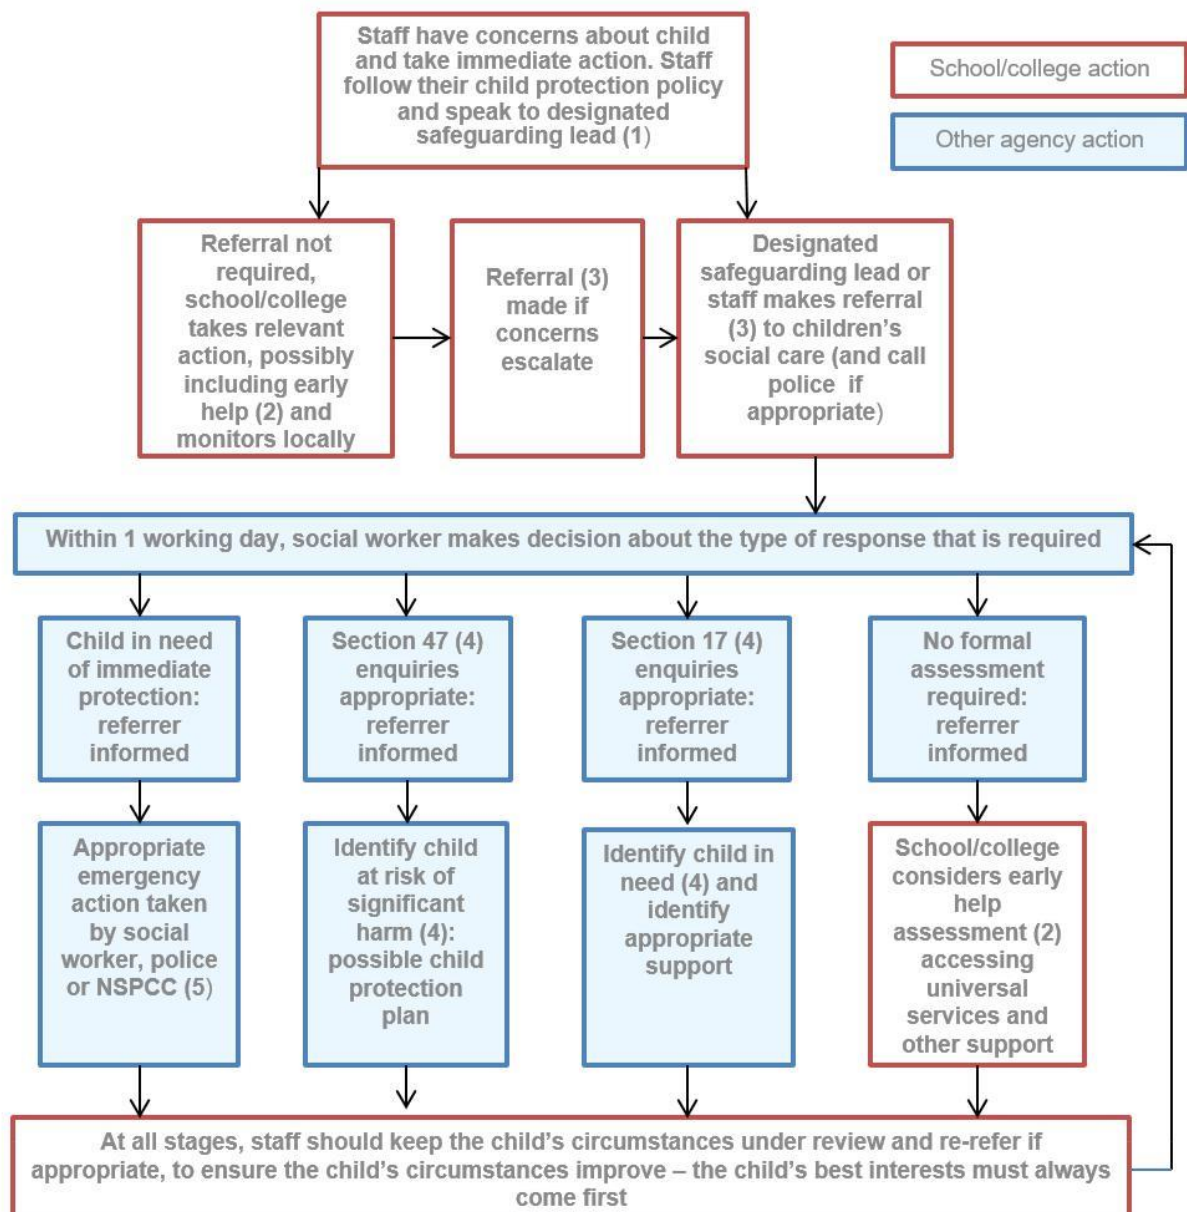 Staff have concerns about child
and take immediate action. Staff
follow their child protection policy
and speak to designated
safeguarding lead (1)
School/college action
Other agency action
Referral not
required,
school/college
takes relevant
action, possibly
including early
help (2) and
monitors locally
Referral (3)
made if
concerns
escalate
Designated
safeguarding lead or
staff makes referral
(3) to children’s
social care (and call
police if
appropriate)
Within 1 working day, social worker makes decision about the type of response that is required
Child in need
of immediate
protection:
referrer
informed
Section 47 (4)
enquiries
appropriate:
referrer
informed
Section 17 (4)
enquiries
appropriate:
referrer
informed
No formal
assessment
required:
referrer
informed
Appropriate
emergency
action taken
by social
worker, police
or NSPCC (5)
Identify child
at risk of
significant
harm (4):
possible child
protection
plan
Identify child in
need (4) and
identify
appropriate
support
School/college
considers early
help
assessment (2)
accessing
universal
services and
other support
At all stages, staff should keep the child’s circumstances under review and re-refer if
appropriate, to ensure the child’s circumstances improve – the child’s best interests must always
come first